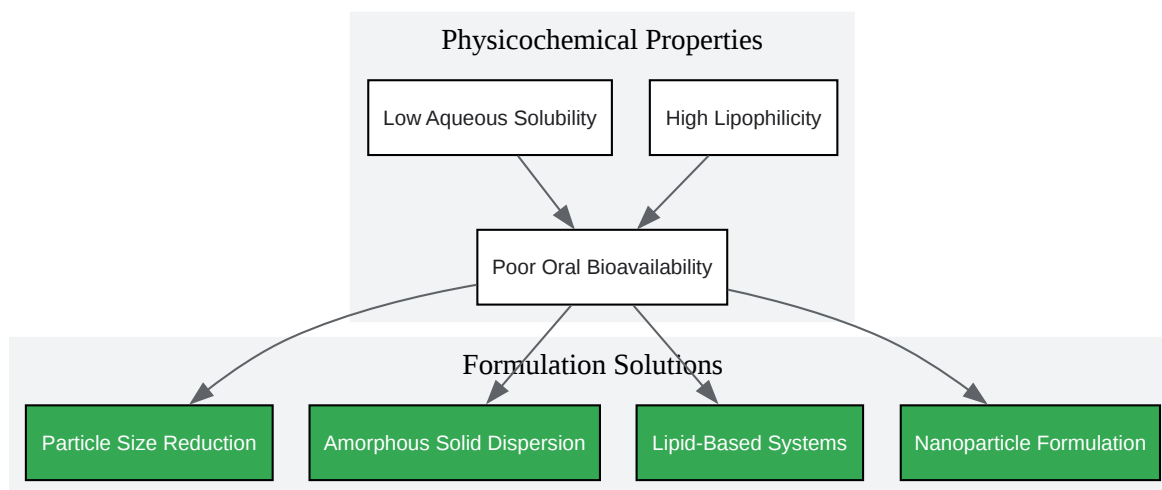 Physicochemical Properties
Low Aqueous Solubility
High Lipophilicity
Poor Oral Bioavailability
Formulation Solutions
Particle Size Reduction
Amorphous Solid Dispersion
Lipid-Based Systems
Nanoparticle Formulation